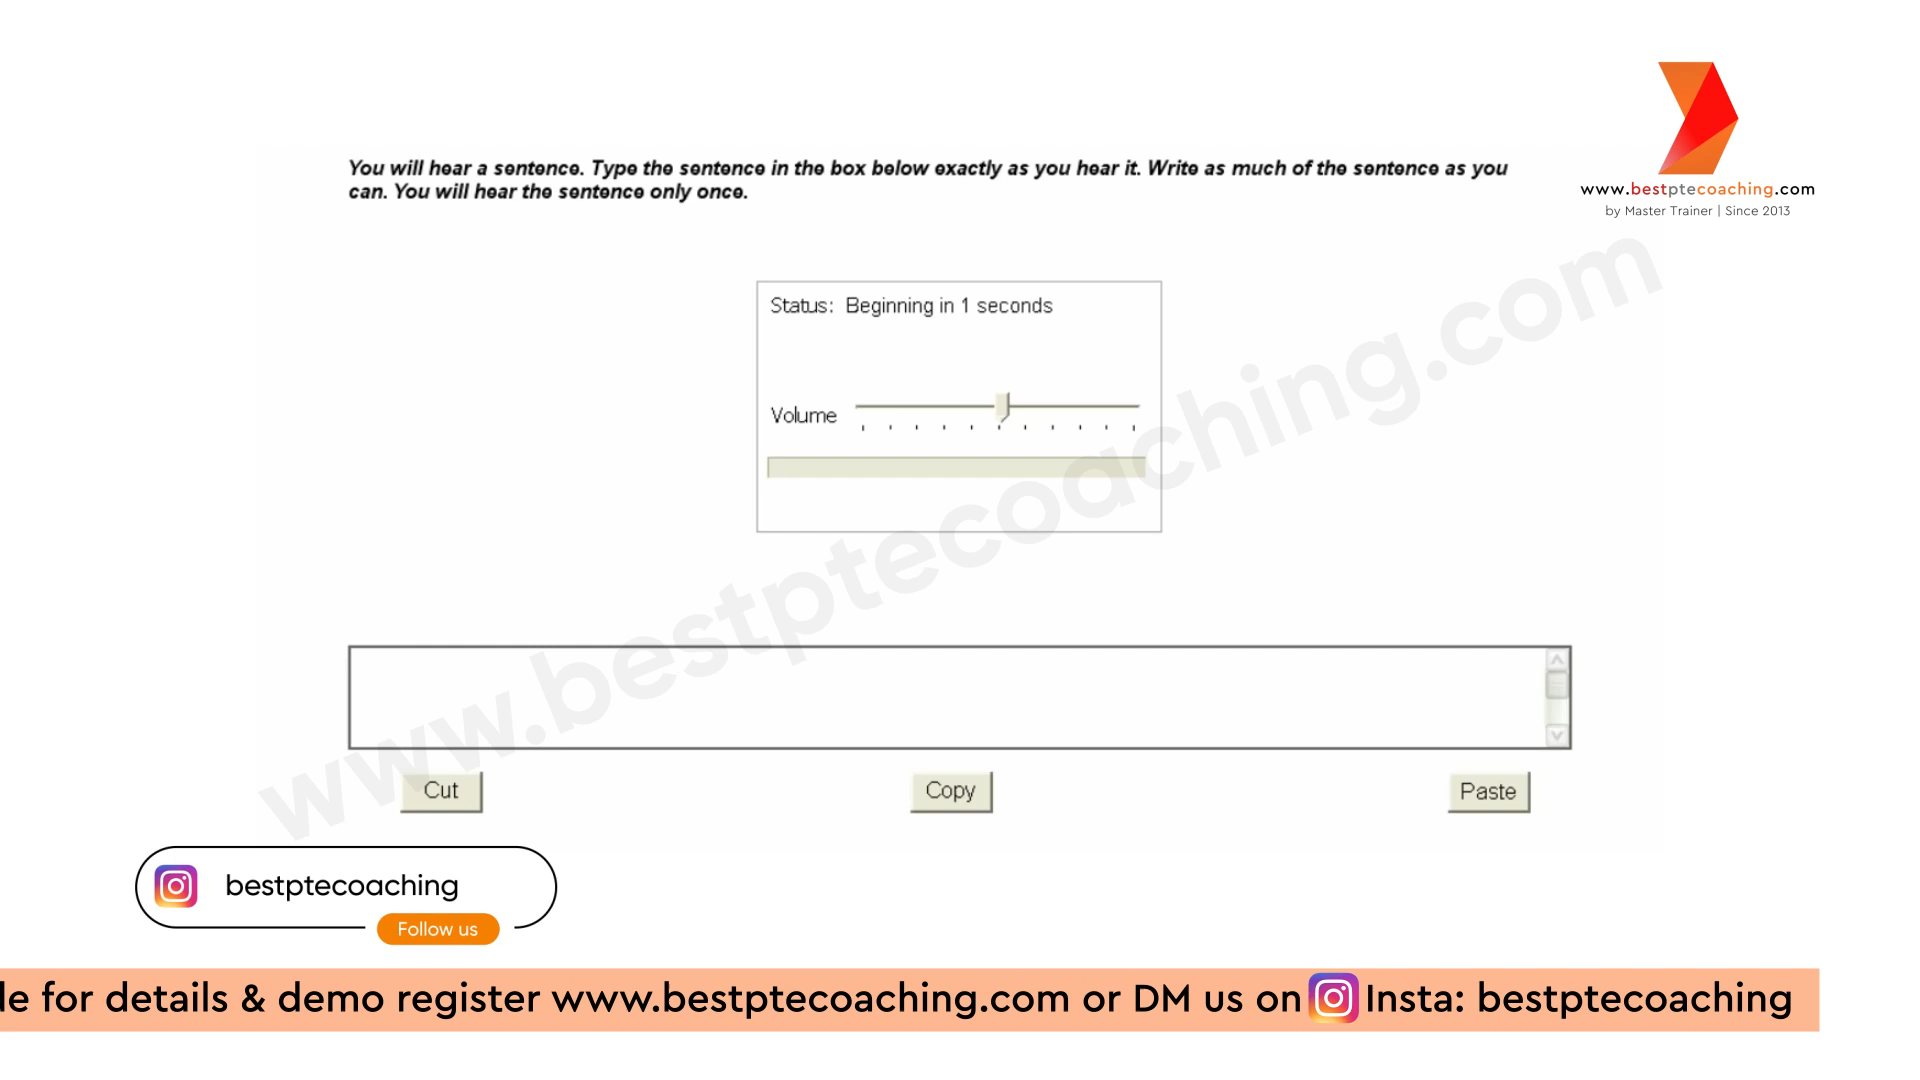 You will hear a sentence. Type the sentence in the box below exactly as you hear it. Write as much of the sentence as you
can. You will hear the sentence only once.
www.bestptecoaching.com
by Master Trainer | Since 2013
Status: Beginning in 1 seconds
Volume
www.bestptecoaching.com
Cut
Copy
Paste
bestptecoaching
Follow us
for details & demo register www.bestptecoaching.com or DM us on Insta: bestptecoaching